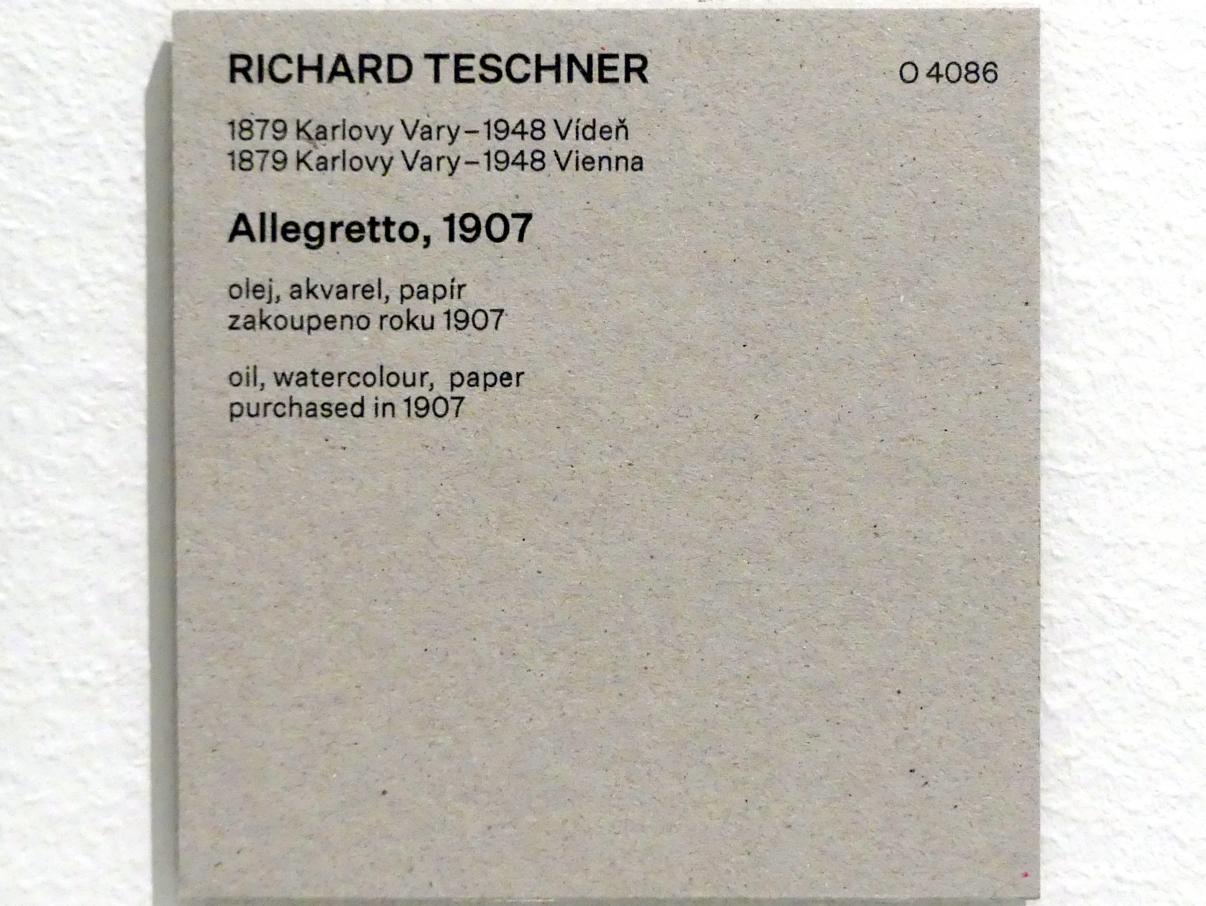 RICHARD TESCHNER O 4086
1879 Karlovy Vary–1948 Vídeň
1879 Karlovy Vary–1948 Vienna
Allegretto, 1907
olej, akvarel, papír
zakoupeno roku 1907
oil, watercolour, paper
purchased in 1907